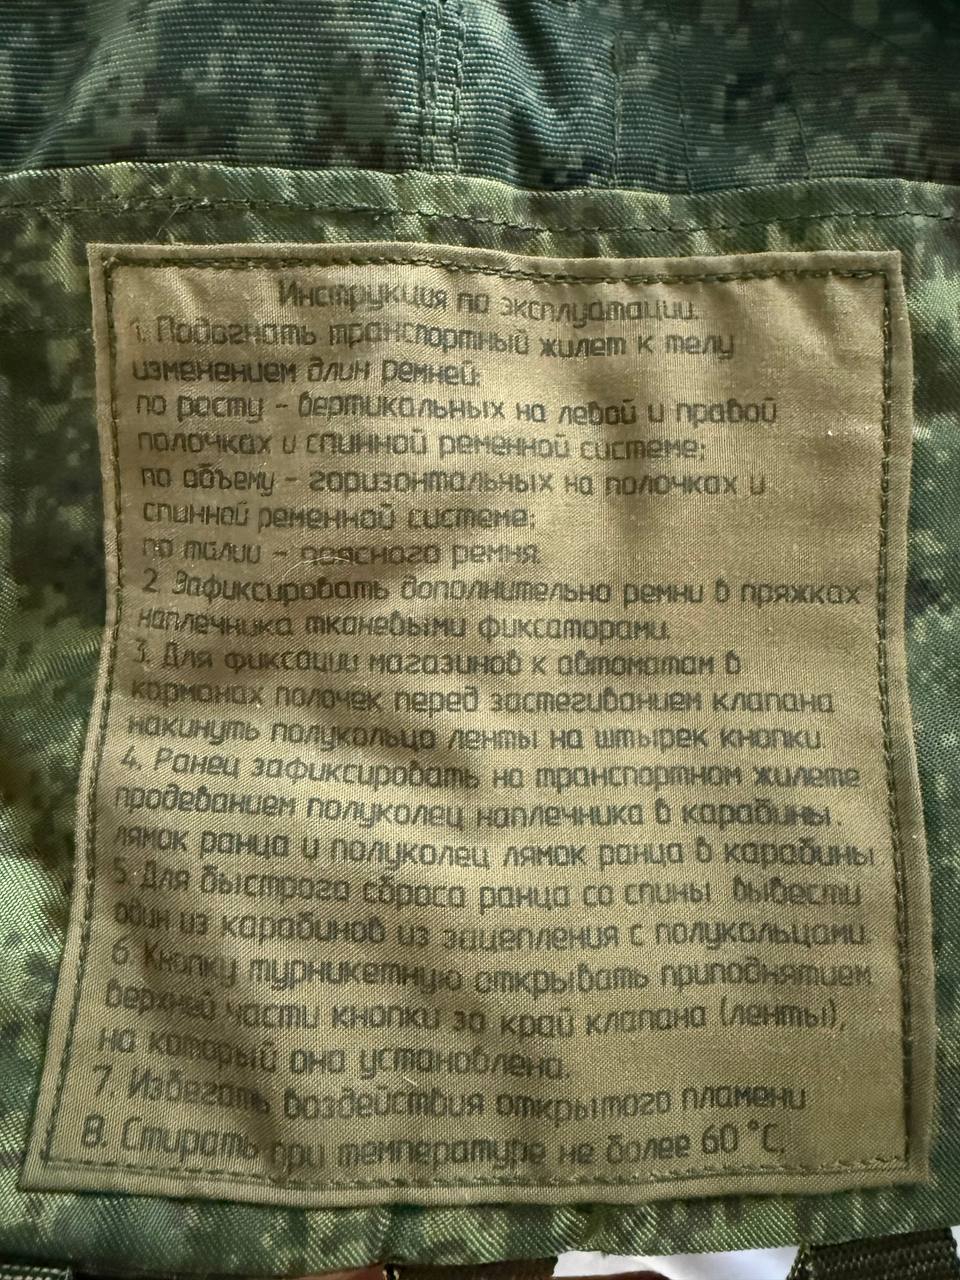 Инструкция по эксплуатации.
1. Подогнать транспортный жилет к телу
изменением длин ремней:
по росту - вертикальных на левой и правой
полочках и спинной ременной системе;
по объему - горизонтальных на полочках и
спинной ременной системе;
по талии - поясного ремня.
2. Зафиксировать дополнительно ремни в пряжках
наплечника тканевыми фиксаторами.
3. Для фиксации магазинов к автоматам в
карманах полочек перед застегиванием клапана
накинуть полукольцо ленты на штырек кнопки.
4. Ранец зафиксировать на транспортном жилете
продеванием полуколец наплечника в карабины.
лямок ранца и полуколец лямок ранца в карабины
5. Для быстрого сброса ранца со спины вывести
один из карабинов из зацепления с полукольцами.
6. Кнопку турникетную открывать приподнятием
верхней части кнопки за край клапана (ленты),
на который она установлена.
7. Избегать воздействия открытого пламени
8. Стирать при температуре не более 60 °С.